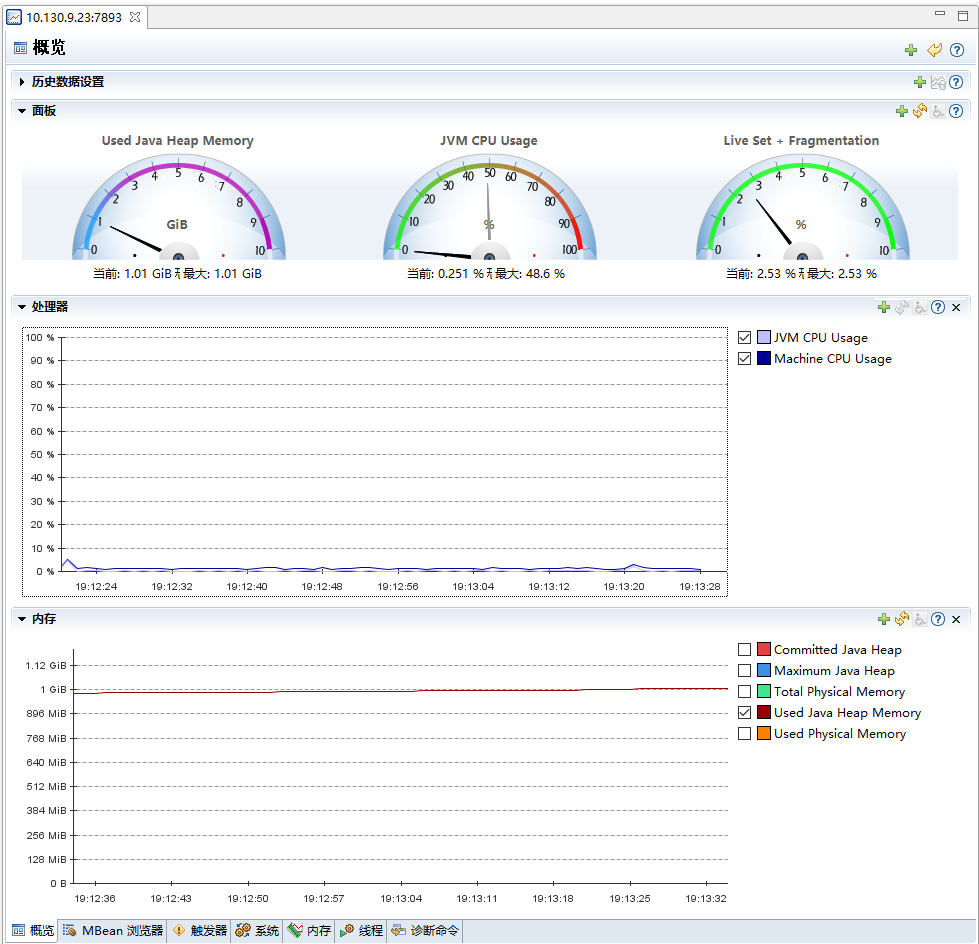 10.130.9.23:7893
概览
历史数据设置
面板
Used Java Heap Memory
0 1 2 3 4 5 6 7 8 9 10
GiB
当前: 1.01 GiB 最大: 1.01 GiB
JVM CPU Usage
0 10 20 30 40 50 60 70 80 90 100
%
当前: 0.251 % 最大: 48.6 %
Live Set + Fragmentation
0 1 2 3 4 5 6 7 8 9 10
%
当前: 2.53 % 最大: 2.53 %
处理器
100 %
90 %
80 %
70 %
60 %
50 %
40 %
30 %
20 %
10 %
0 %
19:12:24 19:12:32 19:12:40 19:12:48 19:12:56 19:13:04 19:13:12 19:13:20 19:13:28
JVM CPU Usage
Machine CPU Usage
内存
1.12 GiB
1 GiB
896 MiB
768 MiB
640 MiB
512 MiB
384 MiB
256 MiB
128 MiB
0 B
19:12:36 19:12:43 19:12:50 19:12:57 19:13:04 19:13:11 19:13:18 19:13:25 19:13:32
Committed Java Heap
Maximum Java Heap
Total Physical Memory
Used Java Heap Memory
Used Physical Memory
概览 MBean 浏览器 触发器 系统 内存 线程 诊断命令